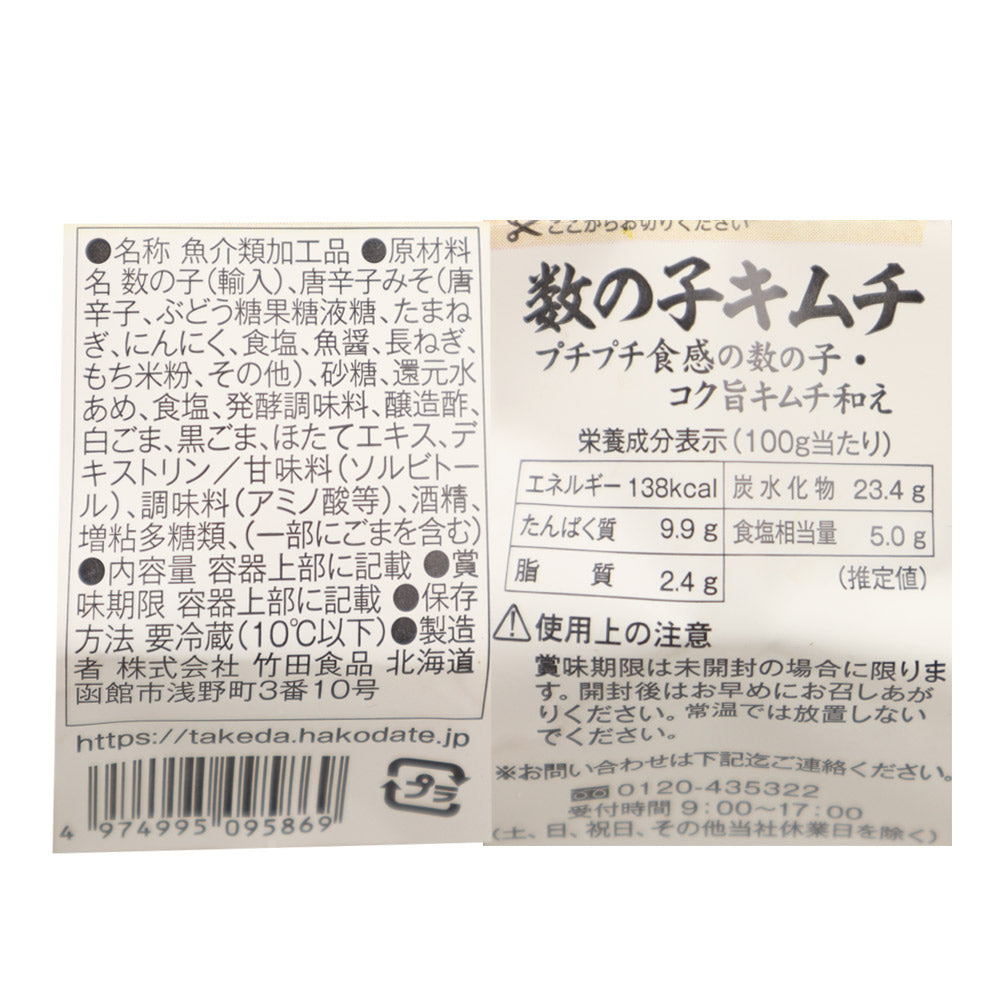 ●名称 魚介類加工品 ●原材料
名 数の子(輸入)、唐辛子みそ(唐
辛子、ぶどう糖果糖液糖、たまね
ぎ、にんにく、食塩、魚醤、長ねぎ、
もち米粉、その他)、砂糖、還元水
あめ、食塩、発酵調味料、醸造酢、
白ごま、黒ごま、ほたてエキス、デ
キストリン/甘味料(ソルビトー
ル)、調味料(アミノ酸等)、酒精、
増粘多糖類、(一部にごまを含む)
●内容量 容器上部に記載 ●賞
味期限 容器上部に記載 ●保存
方法 要冷蔵(10℃以下) ●製造
者 株式会社 竹田食品 北海道
函館市浅野町3番10号
https://takeda.hakodate.jp
プラ
4 974995 095869
ここからお切りください
数の子キムチ
プチプチ食感の数の子・
コク旨キムチ和え
栄養成分表示(100g当たり)
エネルギー 138kcal 炭水化物 23.4g
たんぱく質 9.9g 食塩相当量 5.0g
脂質 2.4g (推定値)
⚠使用上の注意
賞味期限は未開封の場合に限りま
す。開封後はお早めにお召しあが
りください。常温では放置しない
でください。
※お問い合わせは下記迄ご連絡ください。
0120-435322
受付時間 9:00〜17:00
(土、日、祝日、その他当社休業日を除く)